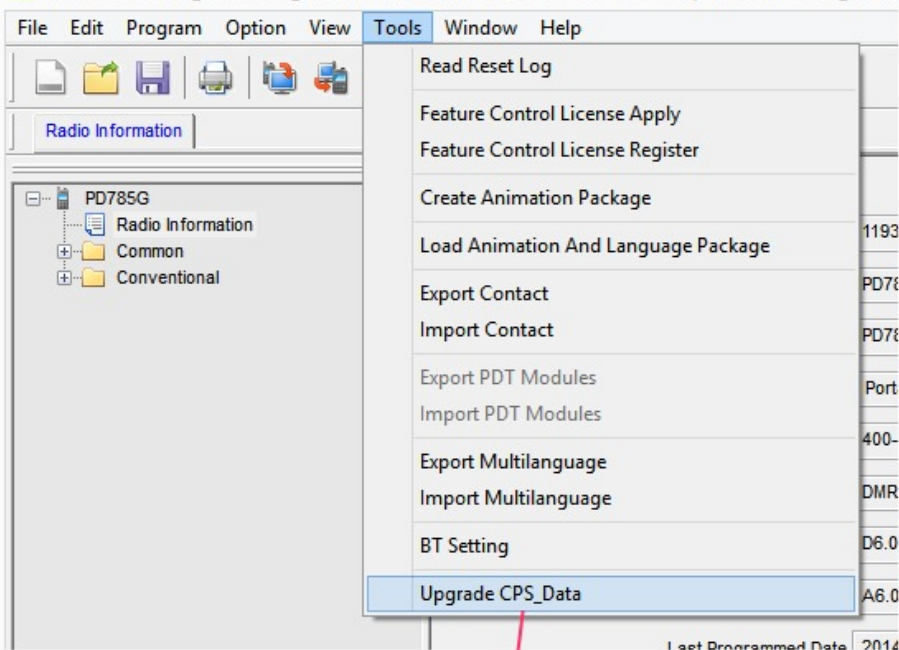 File Edit Program Option View Tools Window Help
Read Reset Log
Feature Control License Apply
Feature Control License Register
Create Animation Package
Load Animation And Language Package
Export Contact
Import Contact
Export PDT Modules
Import PDT Modules
Export Multilanguage
Import Multilanguage
BT Setting
Upgrade CPS_Data
Radio Information
PD785G
Radio Information
Common
Conventional
1193
PD78
PD78
Port
400-
DMR
D6.0
A6.0
Last Programmed Date 2014